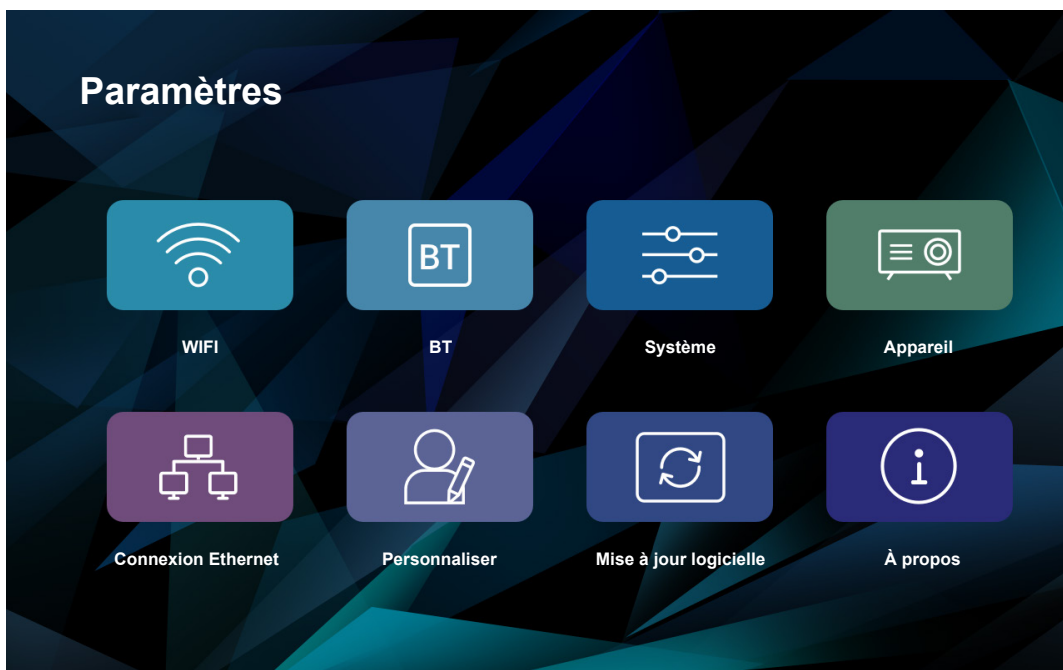 Paramètres
BT
WIFI
BT
Système
Appareil
Connexion Ethernet
Personnaliser
Mise à jour logicielle
À propos